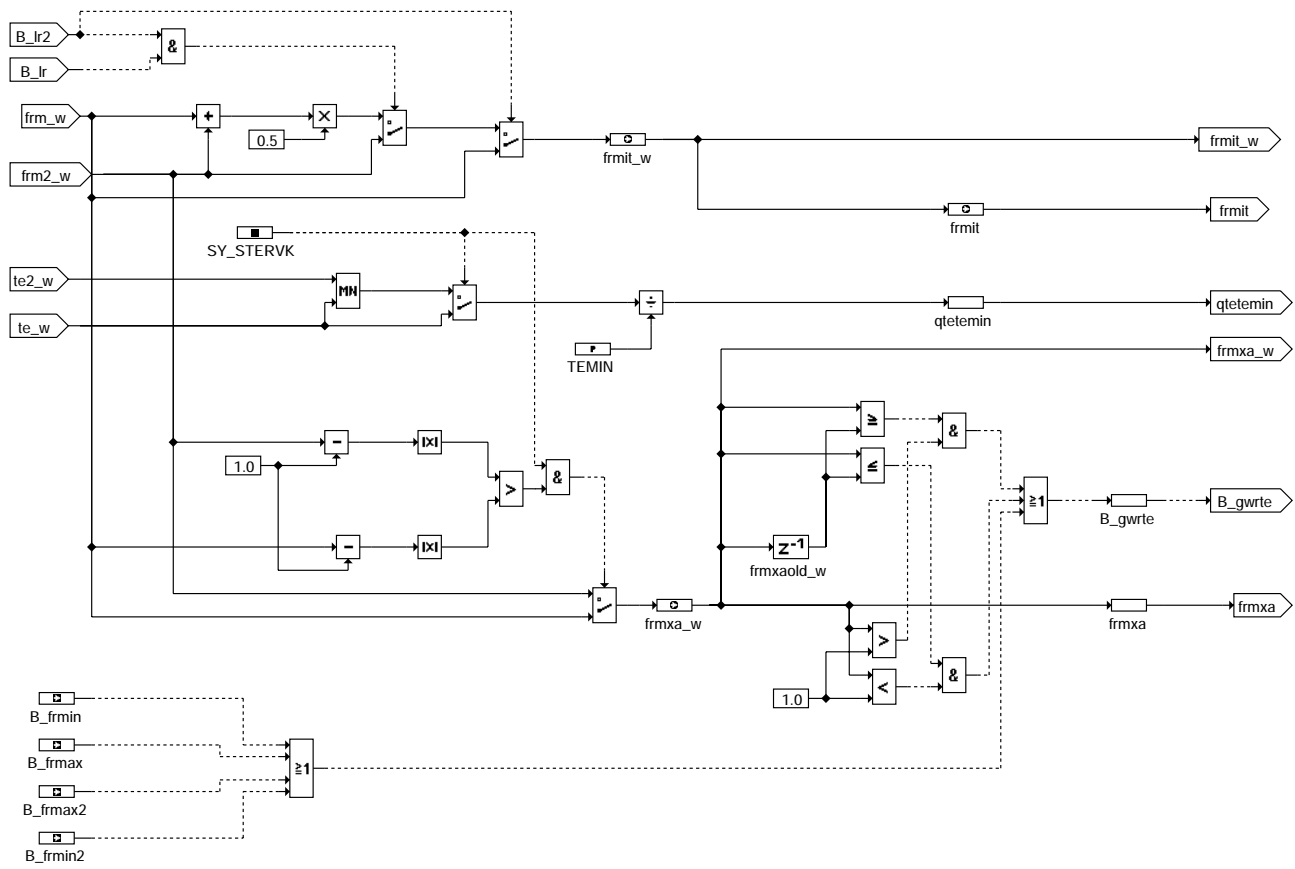 B_lr2
&
B_lr
frm_w
+
×
0.5
frmit_w
frmit_w
frm2_w
frmit
frmit
SY_STERVK
te2_w
MN
÷
qtetemin
qtetemin
te_w
TEMIN
P
frmxa_w
≥
&
−
|x|
1.0
≤
>
&
≥1
B_gwrte
B_gwrte
−
|x|
z-1
frmxaold_w
frmxa_w
frmxa
frmxa
>
&
<
1.0
B_frmin
B_frmax
≥1
B_frmax2
B_frmin2